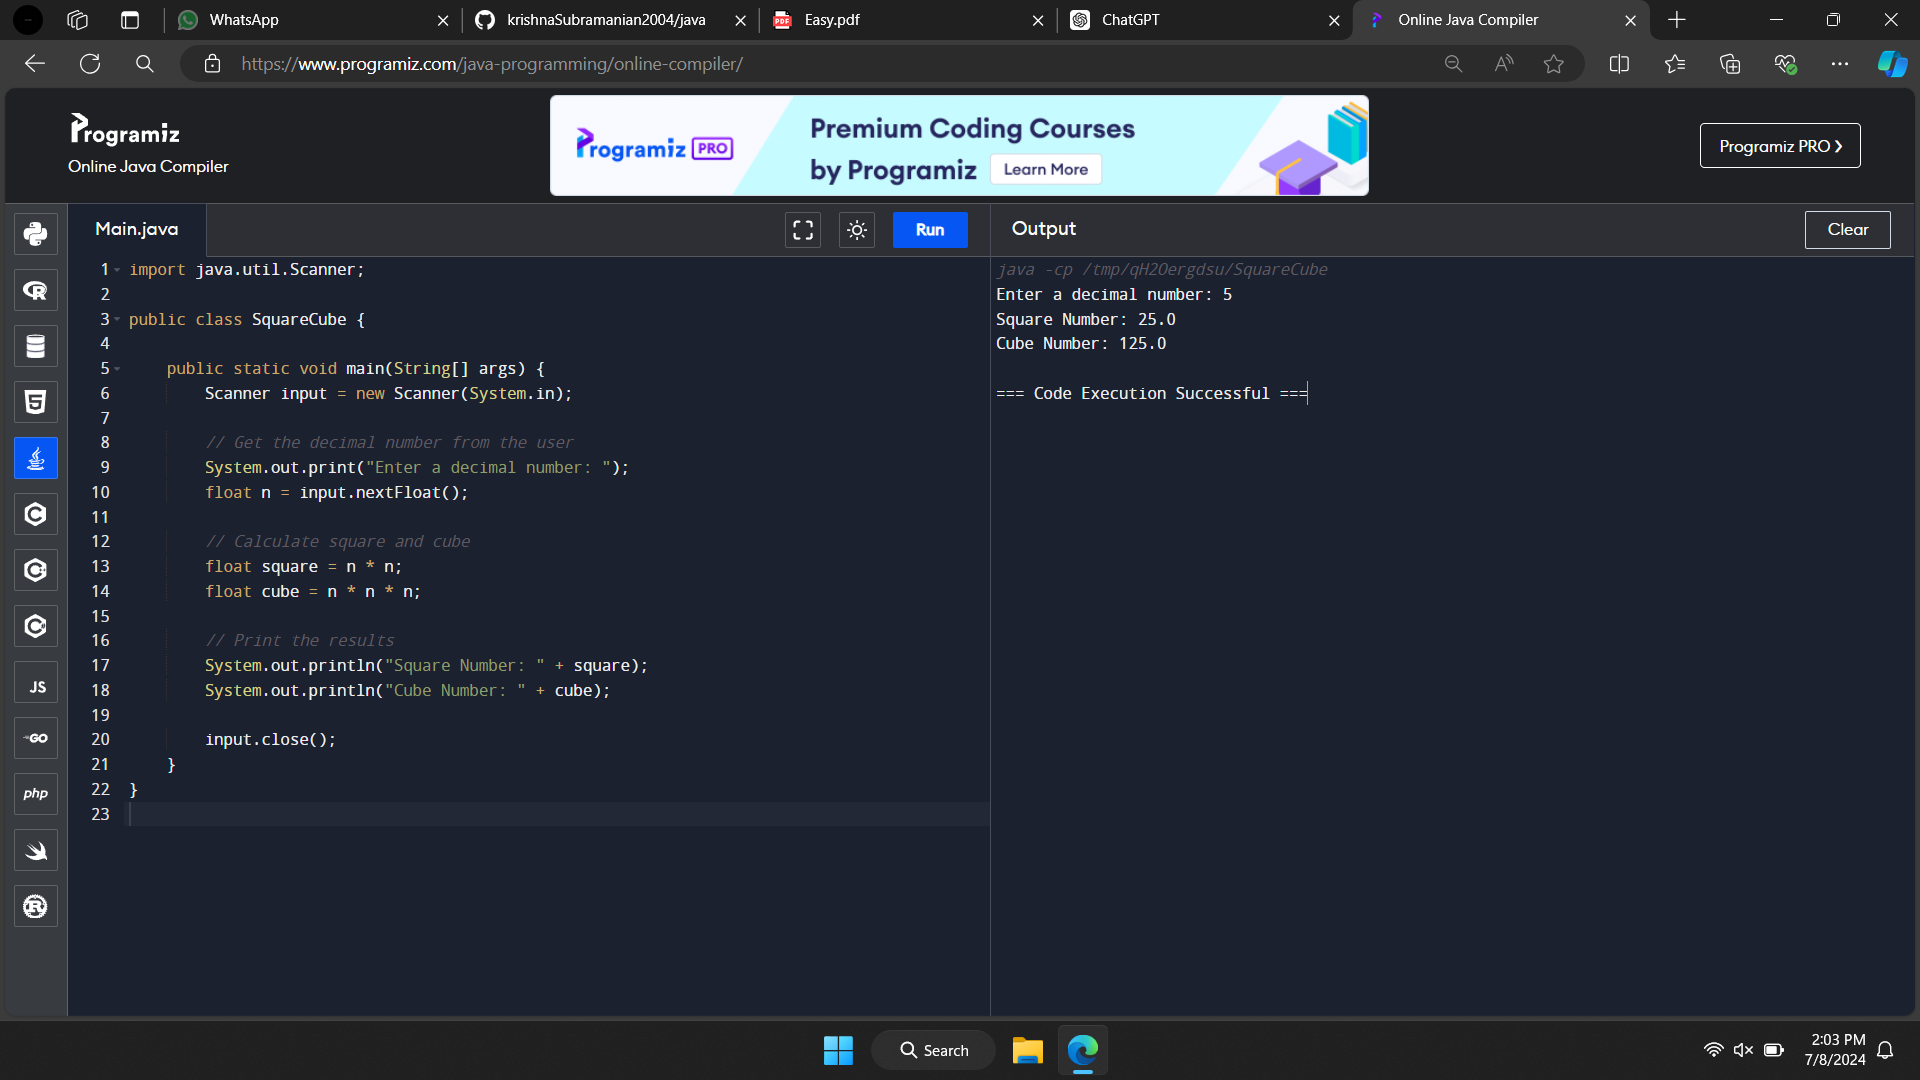 WhatsApp
krishnaSubramanian2004/java
Easy.pdf
ChatGPT
Online Java Compiler
https://www.programiz.com/java-programming/online-compiler/
Programiz
Online Java Compiler
Programiz PRO
Premium Coding Courses
by Programiz
Learn More
Programiz PRO
Main.java
Run
Output
Clear
1 import java.util.Scanner;
2
3 public class SquareCube {
4
5 public static void main(String[] args) {
6 Scanner input = new Scanner(System.in);
7
8 // Get the decimal number from the user
9 System.out.print("Enter a decimal number: ");
10 float n = input.nextFloat();
11
12 // Calculate square and cube
13 float square = n * n;
14 float cube = n * n * n;
15
16 // Print the results
17 System.out.println("Square Number: " + square);
18 System.out.println("Cube Number: " + cube);
19
20 input.close();
21 }
22 }
23
java -cp /tmp/qH2Oergdsu/SquareCube
Enter a decimal number: 5
Square Number: 25.0
Cube Number: 125.0
=== Code Execution Successful ===
JS
GO
php
Search
2:03 PM
7/8/2024